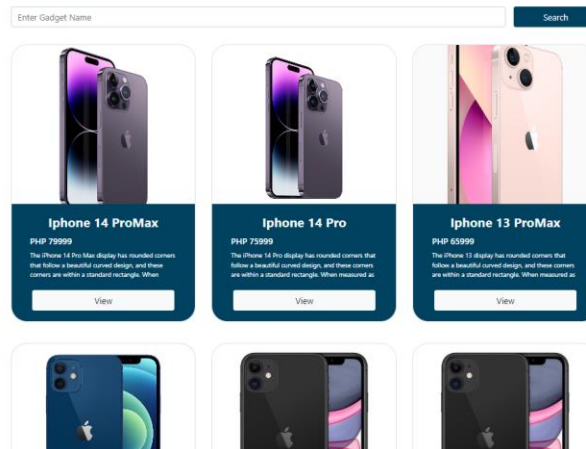 Enter Gadget Name
Search
Iphone 14 ProMax
PHP 79999
The iPhone 14 Pro Max display has rounded corners
that follow a beautiful curved design, and these
corners are within a standard rectangle. When
View
Iphone 14 Pro
PHP 75999
The iPhone 14 Pro display has rounded corners that
follow a beautiful curved design, and these corners
are within a standard rectangle. When measured as
View
Iphone 13 ProMax
PHP 65999
The iPhone 13 display has rounded corners that
follow a beautiful curved design, and these corners
are within a standard rectangle. When measured as
View